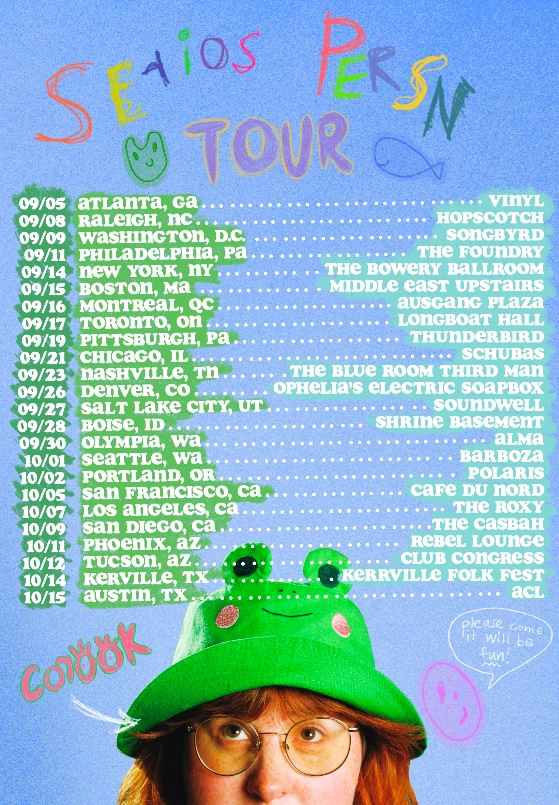 SERIOS PERSN
TOUR
09/05 ATLANTA, GA VINYL
09/08 RALEIGH, NC HOPSCOTCH
09/09 WASHINGTON, D.C. SONGBYRD
09/11 PHILADELPHIA, PA THE FOUNDRY
09/14 NEW YORK, NY THE BOWERY BALLROOM
09/15 BOSTON, MA MIDDLE EAST UPSTAIRS
09/16 MONTREAL, QC AUSGANG PLAZA
09/17 TORONTO, ON LONGBOAT HALL
09/19 PITTSBURGH, PA THUNDERBIRD
09/21 CHICAGO, IL SCHUBAS
09/23 NASHVILLE, TN THE BLUE ROOM THIRD MAN
09/26 DENVER, CO OPHELIA'S ELECTRIC SOAPBOX
09/27 SALT LAKE CITY, UT SOUNDWELL
09/28 BOISE, ID SHRINE BASEMENT
09/30 OLYMPIA, WA ALMA
10/01 SEATTLE, WA BARBOZA
10/02 PORTLAND, OR POLARIS
10/05 SAN FRANCISCO, CA CAFE DU NORD
10/07 LOS ANGELES, CA THE ROXY
10/09 SAN DIEGO, CA THE CASBAH
10/11 PHOENIX, AZ REBEL LOUNGE
10/12 TUCSON, AZ CLUB CONGRESS
10/14 KERVILLE, TX KERRVILLE FOLK FEST
10/15 AUSTIN, TX ACL
corook
please come
it will be
fun!